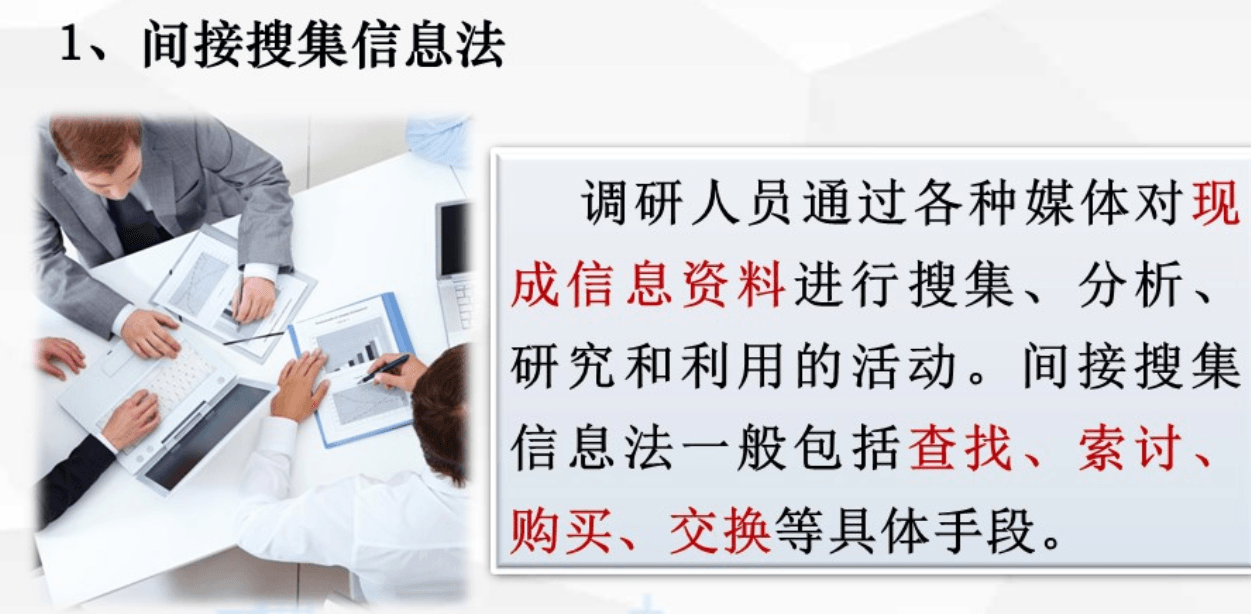 1、间接搜集信息法
调研人员通过各种媒体对现
成信息资料进行搜集、分析、
研究和利用的活动。间接搜集
信息法一般包括查找、索讨、
购买、交换等具体手段。